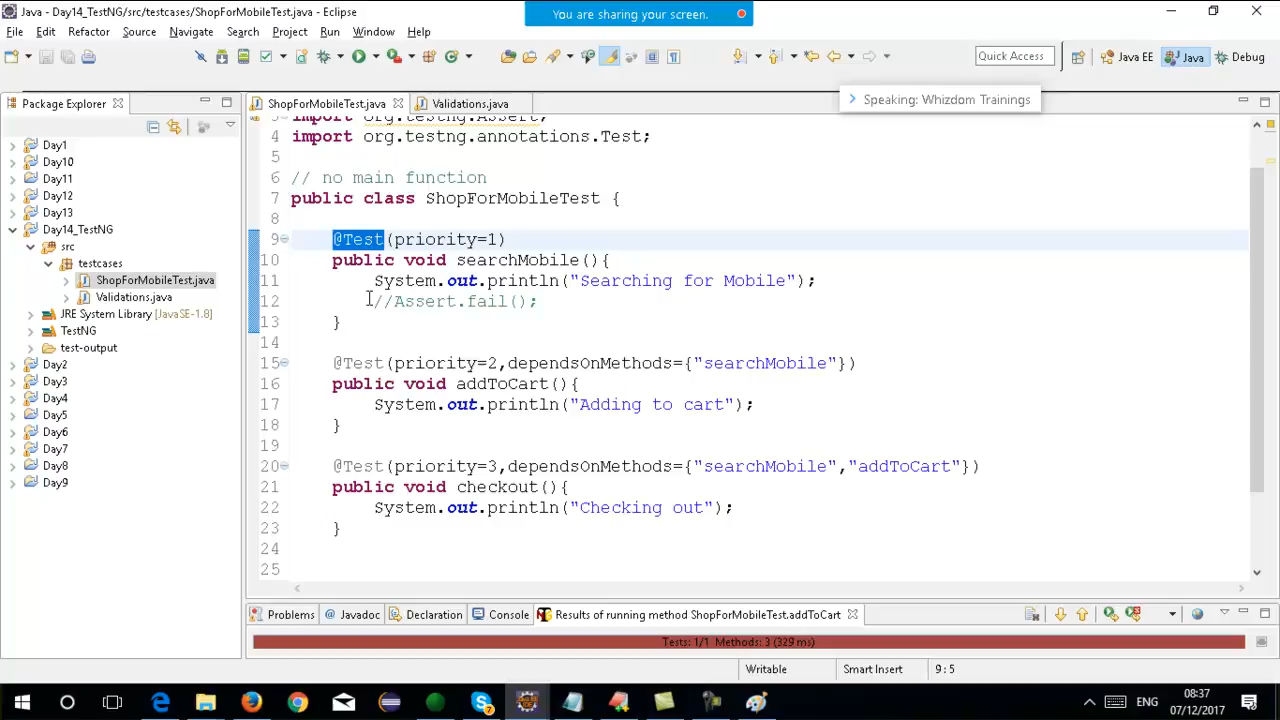 Java - Day14_TestNG/src/testcases/ShopForMobileTest.java - Eclipse
You are sharing your screen.
File Edit Refactor Source Navigate Search Project Run Window Help
Quick Access
Java EE
Java
Debug
Speaking: Whizdom Trainings
Package Explorer
Day1
Day10
Day11
Day12
Day13
Day14_TestNG
src
testcases
ShopForMobileTest.java
Validations.java
JRE System Library [JavaSE-1.8]
TestNG
test-output
Day2
Day3
Day4
Day5
Day6
Day7
Day8
Day9
ShopForMobileTest.java
Validations.java
3 import org.testng.Assert;
4 import org.testng.annotations.Test;
5
6 // no main function
7 public class ShopForMobileTest {
8
9 @Test(priority=1)
10 public void searchMobile(){
11 System.out.println("Searching for Mobile");
12 //Assert.fail();
13 }
14
15 @Test(priority=2,dependsOnMethods={"searchMobile"})
16 public void addToCart(){
17 System.out.println("Adding to cart");
18 }
19
20 @Test(priority=3,dependsOnMethods={"searchMobile","addToCart"})
21 public void checkout(){
22 System.out.println("Checking out");
23 }
24
25
Problems
@ Javadoc
Declaration
Console
Results of running method ShopForMobileTest.addToCart
Tests: 1/1 Methods: 3 (329 ms)
Writable
Smart Insert
9 : 5
ENG
08:37
07/12/2017